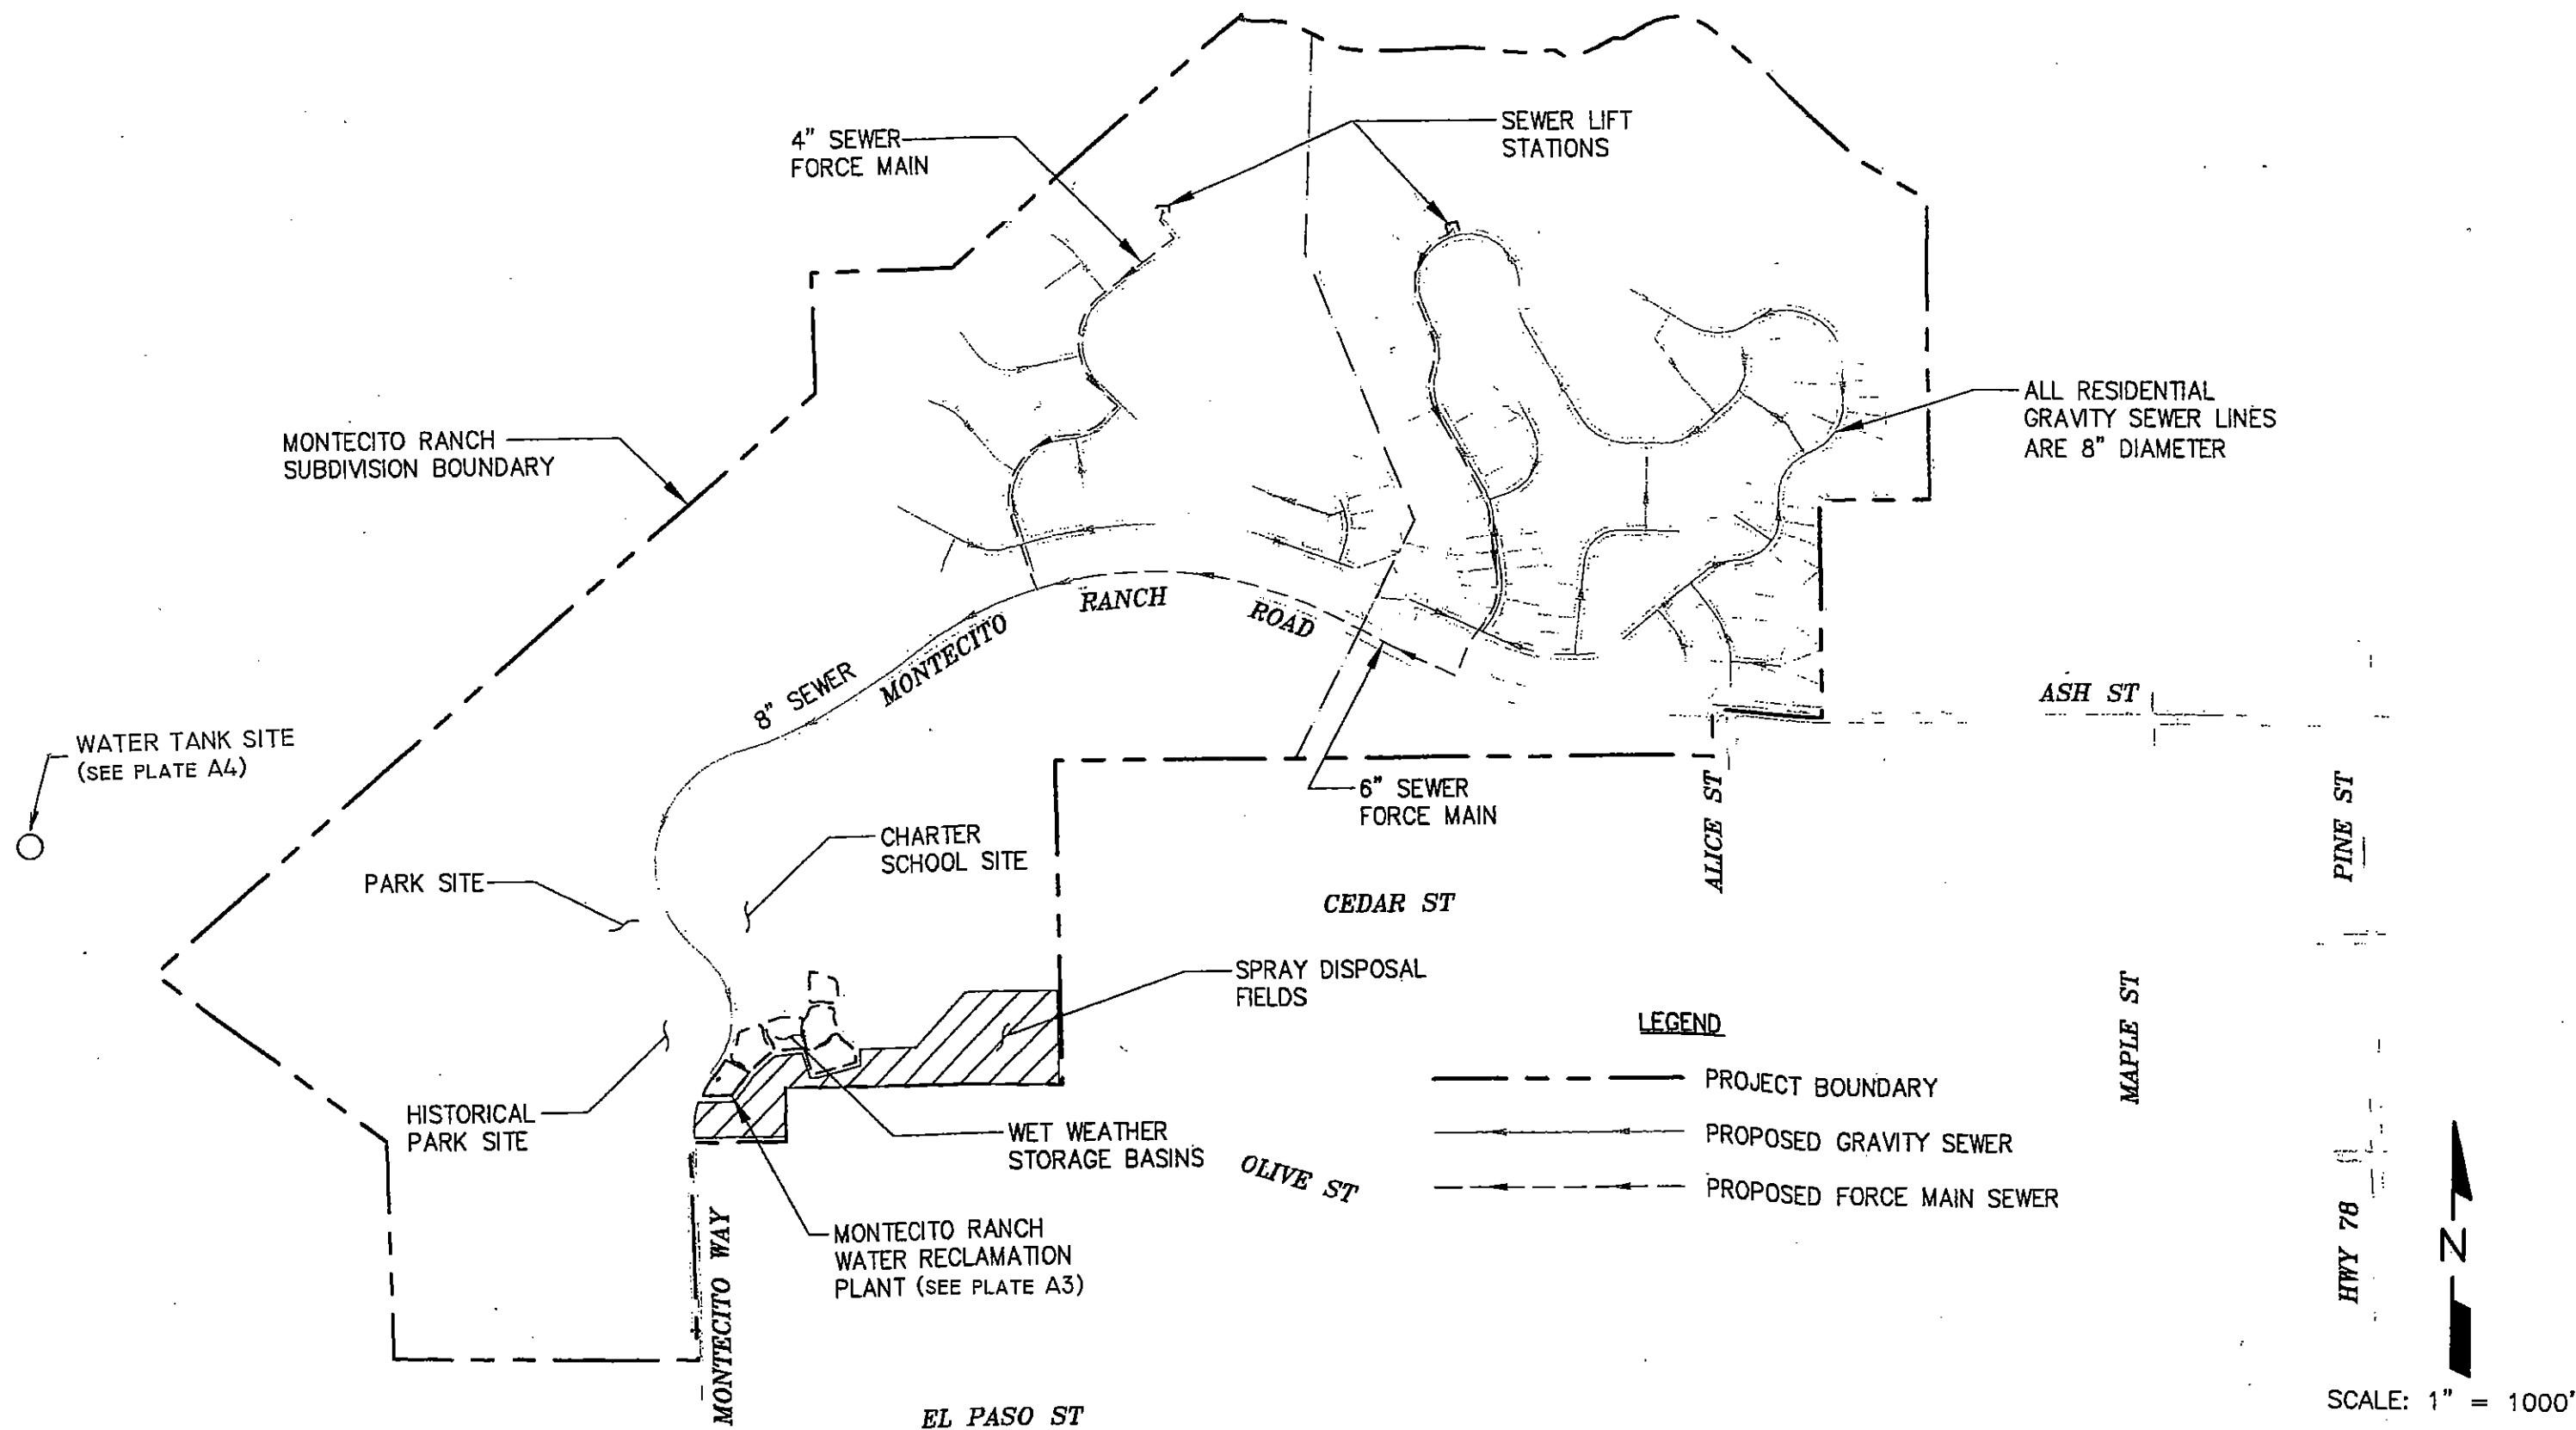 4" SEWER
FORCE MAIN
SEWER LIFT
STATIONS
ALL RESIDENTIAL
GRAVITY SEWER LINES
ARE 8" DIAMETER
MONTECITO RANCH
SUBDIVISION BOUNDARY
MONTECITO RANCH ROAD
8" SEWER
ASH ST
WATER TANK SITE
(SEE PLATE A4)
6" SEWER
FORCE MAIN
ALICE ST
PINE ST
CHARTER
SCHOOL SITE
PARK SITE
CEDAR ST
SPRAY DISPOSAL
FIELDS
MAPLE ST
LEGEND
PROJECT BOUNDARY
PROPOSED GRAVITY SEWER
PROPOSED FORCE MAIN SEWER
HISTORICAL
PARK SITE
WET WEATHER
STORAGE BASINS
OLIVE ST
MONTECITO RANCH
WATER RECLAMATION
PLANT (SEE PLATE A3)
MONTECITO WAY
HWY 78
N
EL PASO ST
SCALE: 1" = 1000'